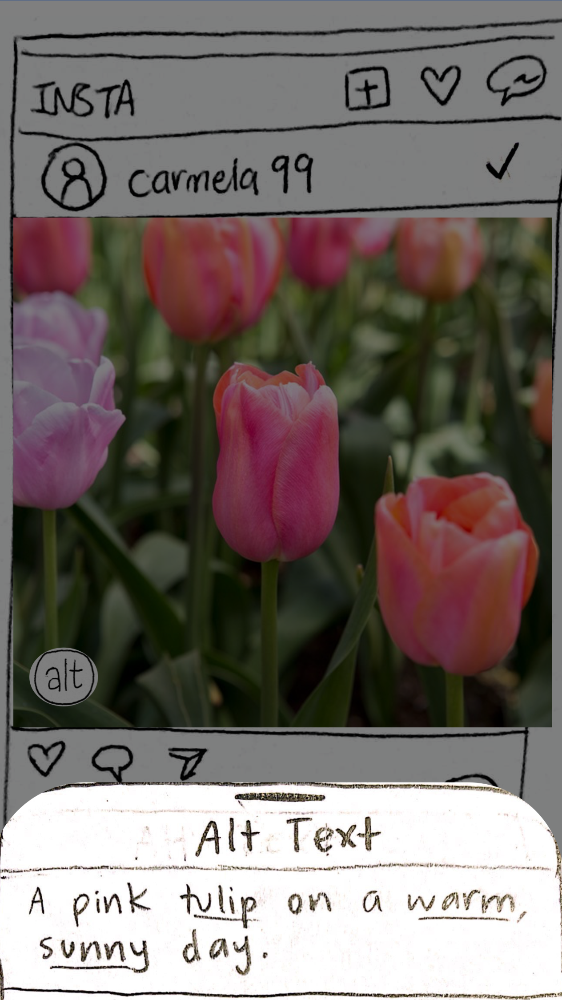 INSTA
carmela 99
alt
Alt Text
A pink tulip on a warm,
sunny day.